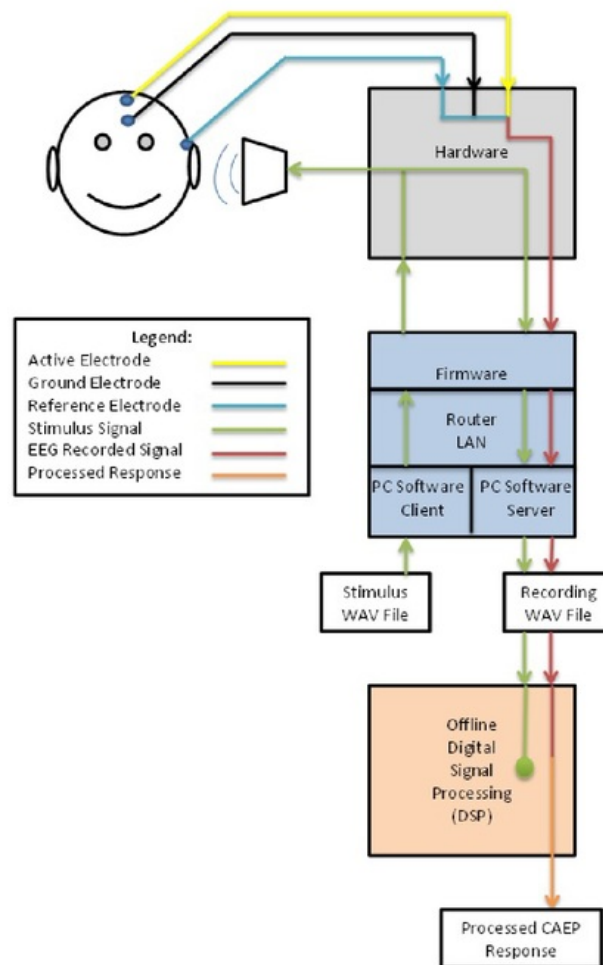 Hardware
Legend:
Active Electrode
Ground Electrode
Reference Electrode
Stimulus Signal
EEG Recorded Signal
Processed Response
Firmware
Router
LAN
PC Software
Client
PC Software
Server
Stimulus
WAV File
Recording
WAV File
Offline
Digital
Signal
Processing
(DSP)
Processed CAEP
Response